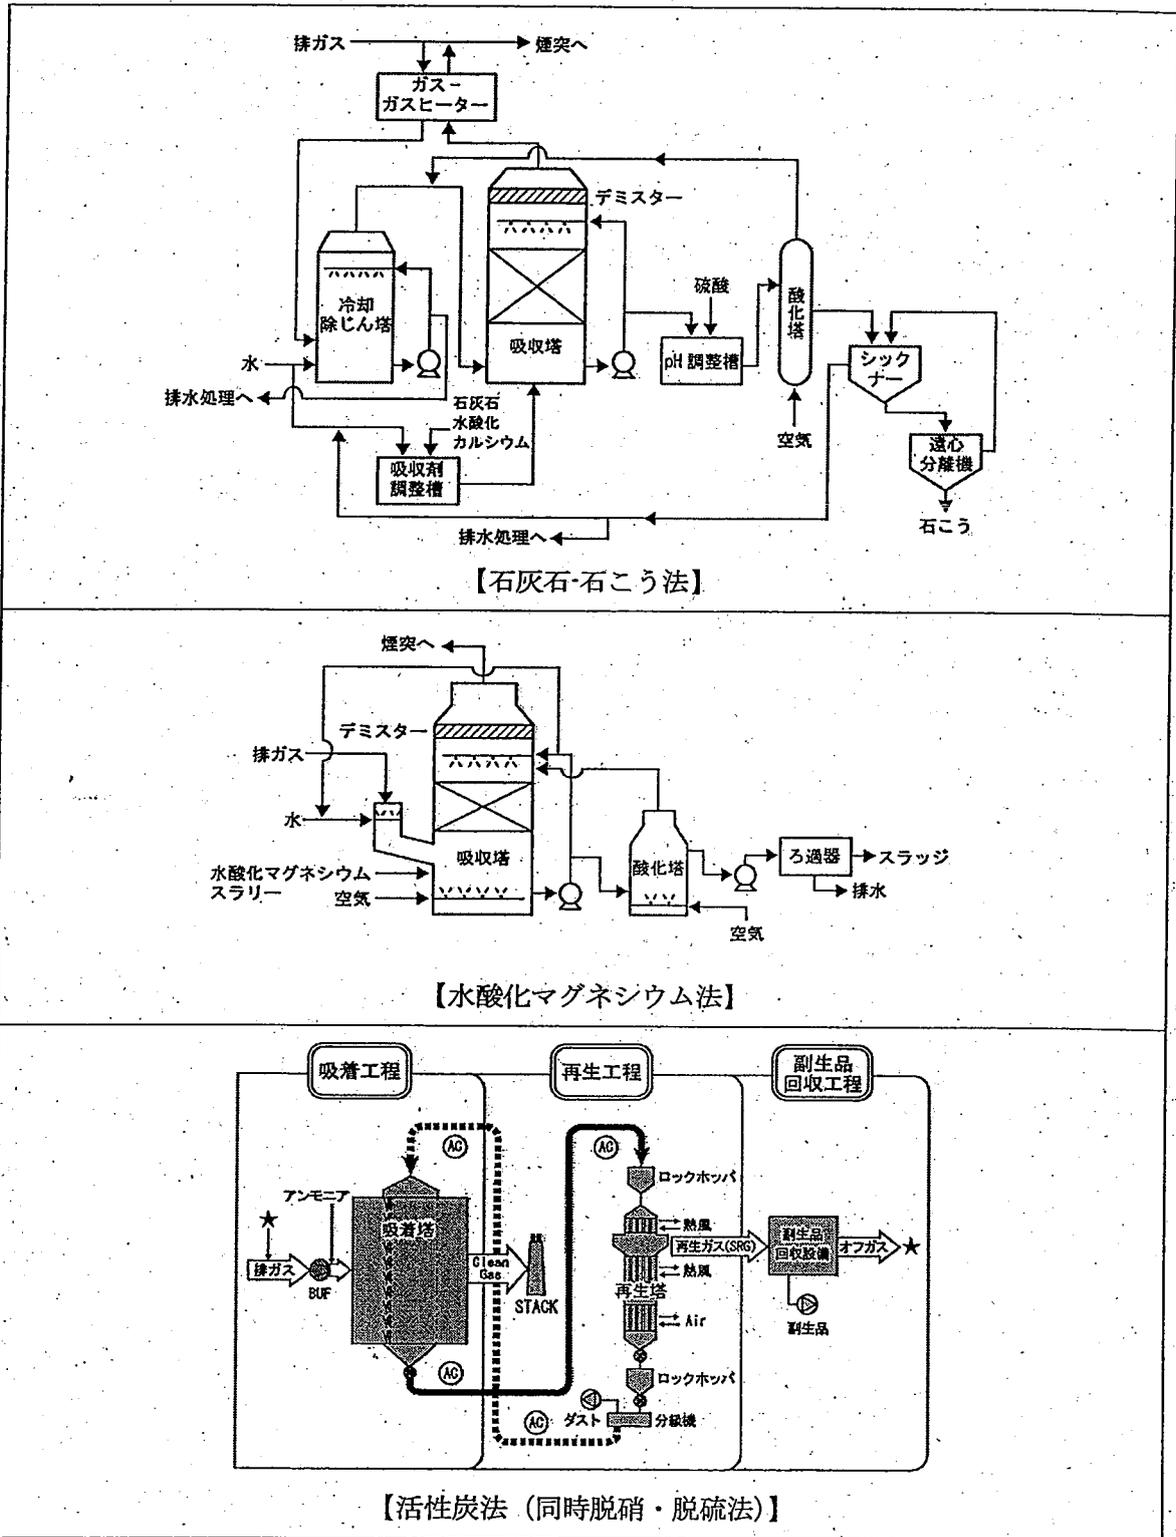 排ガス
煙突へ
ガス-
ガスヒーター
デミスター
冷却
除じん塔
吸収塔
硫酸
pH 調整槽
酸化塔
シック
ナー
水
排水処理へ
石灰石
水酸化
カルシウム
空気
遠心
分離機
吸収剤
調整槽
石こう
排水処理へ
【石灰石-石こう法】
煙突へ
デミスター
排ガス
水
吸収塔
水酸化マグネシウム
スラリー
空気
酸化塔
ろ過器
スラッジ
排水
空気
【水酸化マグネシウム法】
吸着工程
再生工程
副生品
回収工程
AC
AC
ロックホッパ
アンモニア
★
吸着塔
熱風
排ガス
BUF
Clean
Gas
STACK
再生ガス(SRG)
副生品
回収設備
オフガス
★
熱風
再生塔
Air
副生品
AC
ロックホッパ
AC
ダスト
分級機
【活性炭法（同時脱硝・脱硫法）】